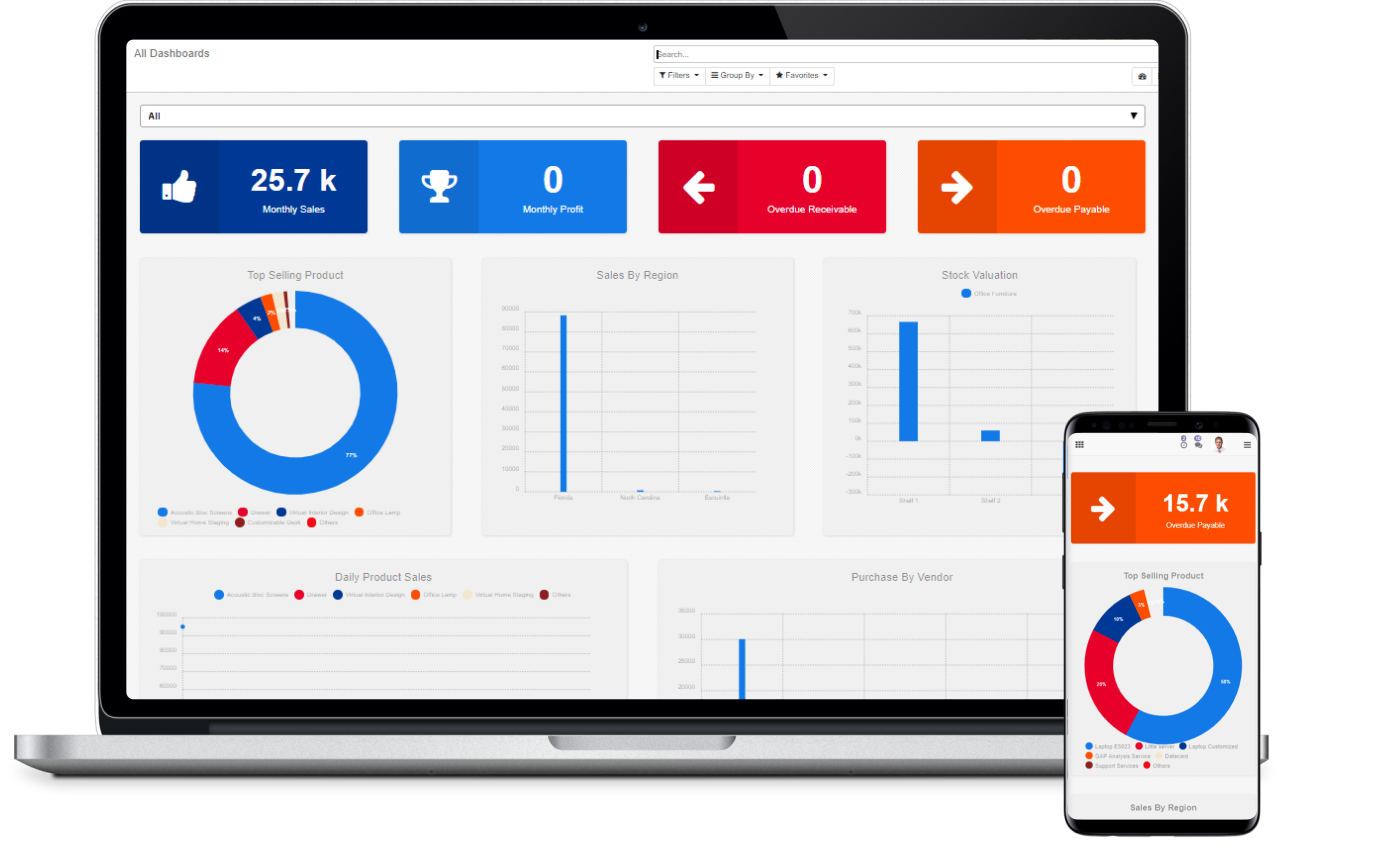 All Dashboards
Search...
Filters
Group By
Favorites
All
25.7 k
Monthly Sales
0
Monthly Profit
0
Overdue Receivable
0
Overdue Payable
Top Selling Product
14%
4%
2%
77%
Acoustic Bloc Screens Drawer Virtual Interior Design Office Lamp
Virtual Home Staging Customizable Desk Others
Sales By Region
90000
80000
70000
60000
50000
40000
30000
20000
10000
0
Florida North Carolina
Stock Valuation
Office Furniture
700k
600k
500k
400k
300k
200k
100k
0k
-100k
-200k
-300k
Shelf 1 Shelf 2
Daily Product Sales
Acoustic Bloc Screens Drawer Virtual Interior Design Office Lamp Virtual Home Staging Others
100000
90000
80000
70000
60000
Purchase By Vendor
35000
30000
25000
20000
15.7 k
Overdue Payable
Top Selling Product
3%
10%
58%
Laptop E5023 Little Server Laptop Customized
GAP Analysis Service Datacard
Support Services Others
Sales By Region